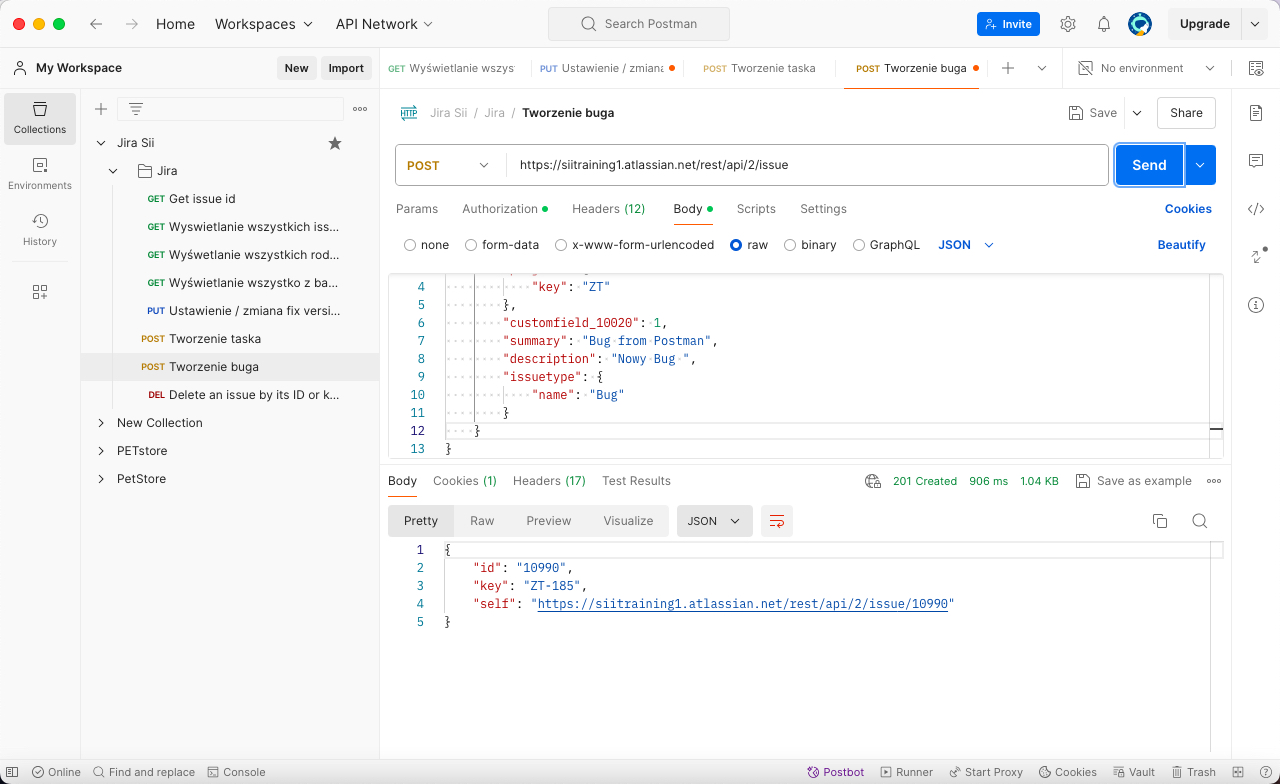 Home Workspaces API Network Search Postman Invite Upgrade
My Workspace New Import GET Wyświetlanie wszys POST Ustawienie / zmiana POST Tworzenie taska POST Tworzenie buga No environment
Collections
Environments
History
Jira Sii
Jira
GET Get issue id
GET Wyswietlanie wszystkich iss...
GET Wyśwetlanie wszystkich rod...
GET Wyświetlanie wszystko z ba...
PUT Ustawienie / zmiana fix versi...
POST Tworzenie taska
POST Tworzenie buga
DEL Delete an issue by its ID or k...
New Collection
PETstore
PetStore
HTTP Jira Sii / Jira / Tworzenie buga Save Share
POST https://siitraining1.atlassian.net/rest/api/2/issue Send
Params Authorization Headers (12) Body Scripts Settings Cookies
none form-data x-www-form-urlencoded raw binary GraphQL JSON Beautify
4 "key": "ZT"
5 },
6 "customfield_10020": 1,
7 "summary": "Bug from Postman",
8 "description": "Nowy Bug ",
9 "issuetype": {
10 "name": "Bug"
11 }
12 }
13 }
Body Cookies (1) Headers (17) Test Results 201 Created 906 ms 1.04 KB Save as example
Pretty Raw Preview Visualize JSON
1 {
2 "id": "10990",
3 "key": "ZT-185",
4 "self": "https://siitraining1.atlassian.net/rest/api/2/issue/10990"
5 }
Online Find and replace Console Postbot Runner Start Proxy Cookies Vault Trash